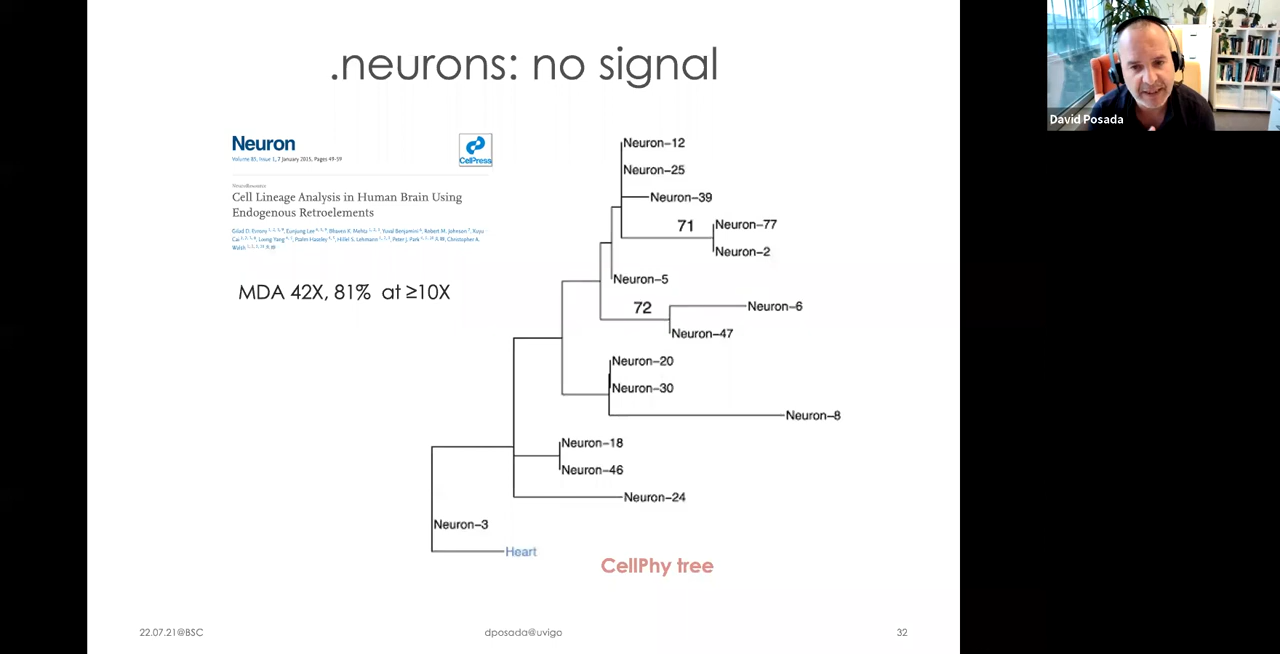 .neurons: no signal
David Posada
Neuron
CellPress
Volume 85, Issue 1, 7 January 2015, Pages 49-59
Cell Lineage Analysis in Human Brain Using
Endogenous Retroelements
MDA 42X, 81% at ≥10X
Neuron-12
Neuron-25
Neuron-39
71
Neuron-77
Neuron-2
Neuron-5
72
Neuron-6
Neuron-47
Neuron-20
Neuron-30
Neuron-8
Neuron-18
Neuron-46
Neuron-24
Neuron-3
Heart
CellPhy tree
22.07.21@BSC
dposada@uvigo
32